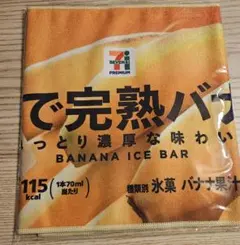 7
SEVEN
PREMIUM
で完熟バナ
っとり濃厚な味わい
BANANA ICE BAR
115
kcal
(1本70ml
当たり)
種類別 氷菓 バナナ果汁